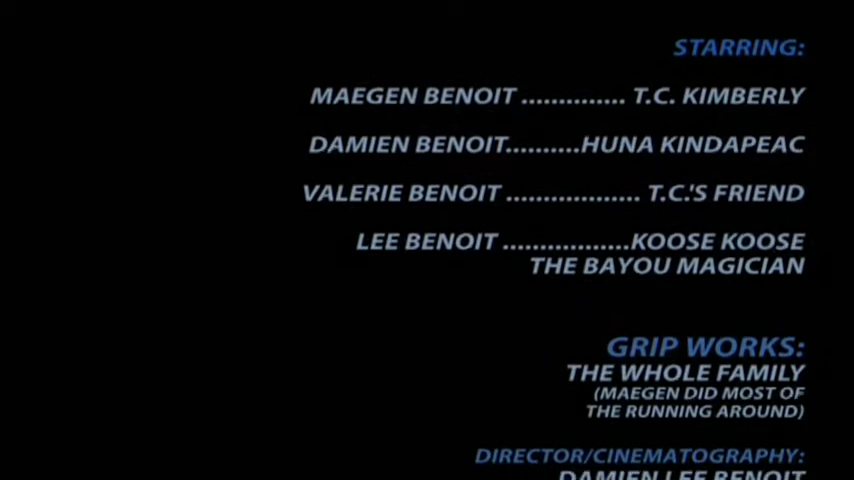 STARRING:
MAEGEN BENOIT .............. T.C. KIMBERLY
DAMIEN BENOIT..........HUNA KINDAPEAC
VALERIE BENOIT .................. T.C.'S FRIEND
LEE BENOIT .................KOOSE KOOSE
THE BAYOU MAGICIAN
GRIP WORKS:
THE WHOLE FAMILY
(MAEGEN DID MOST OF
THE RUNNING AROUND)
DIRECTOR/CINEMATOGRAPHY:
DAMIEN LEE BENOIT